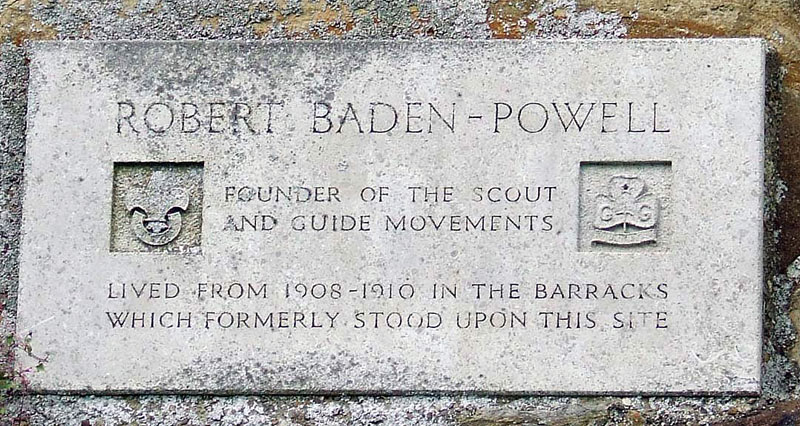 ROBERT BADEN-POWELL
FOUNDER OF THE SCOUT
AND GUIDE MOVEMENTS
G G
LIVED FROM 1908-1910 IN THE BARRACKS
WHICH FORMERLY STOOD UPON THIS SITE